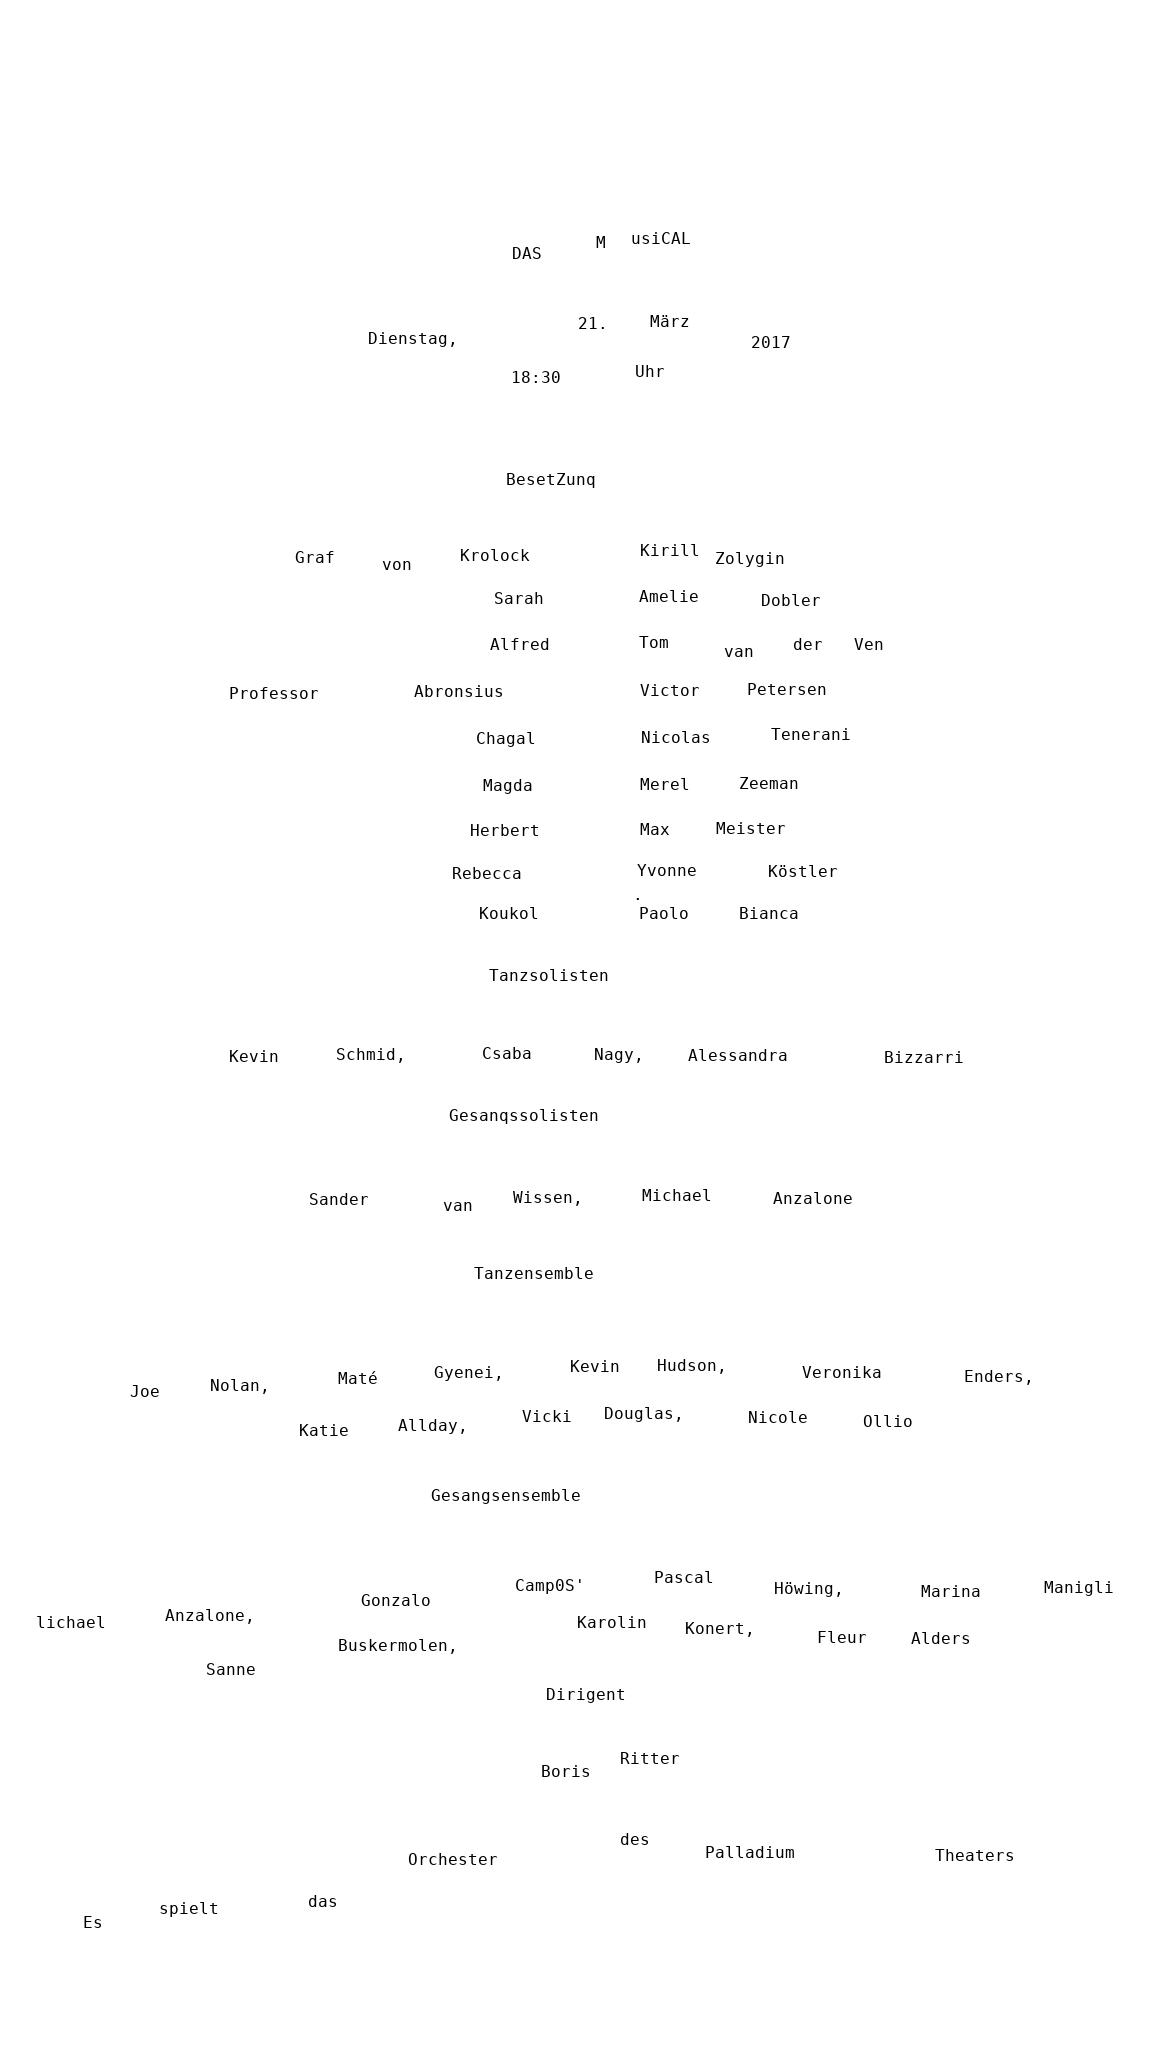 DAS M usiCAL
Dienstag, 21. März 2017
18:30 Uhr
BesetZunq
Graf von Krolock Kirill Zolygin
Sarah Amelie Dobler
Alfred Tom van der Ven
Professor Abronsius Victor Petersen
Chagal Nicolas Tenerani
Magda Merel Zeeman
Herbert Max Meister
Rebecca Yvonne Köstler
.
Koukol Paolo Bianca
Tanzsolisten
Kevin Schmid, Csaba Nagy, Alessandra Bizzarri
Gesanqssolisten
Sander van Wissen, Michael Anzalone
Tanzensemble
Joe Nolan, Maté Gyenei, Kevin Hudson, Veronika Enders,
Katie Allday, Vicki Douglas, Nicole Ollio
Gesangsensemble
lichael Anzalone, Gonzalo Camp0S' Pascal Höwing, Marina Manigli
Sanne Buskermolen, Karolin Konert, Fleur Alders
Dirigent
Boris Ritter
Es spielt das Orchester des Palladium Theaters